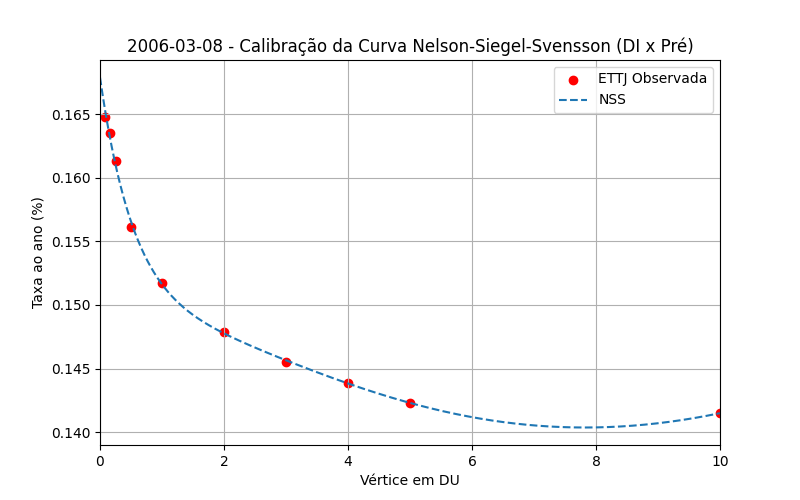 2006-03-08 - Calibração da Curva Nelson-Siegel-Svensson (DI x Pré)
ETTJ Observada
NSS
Taxa ao ano (%)
0.165
0.160
0.155
0.150
0.145
0.140
0 2 4 6 8 10
Vértice em DU